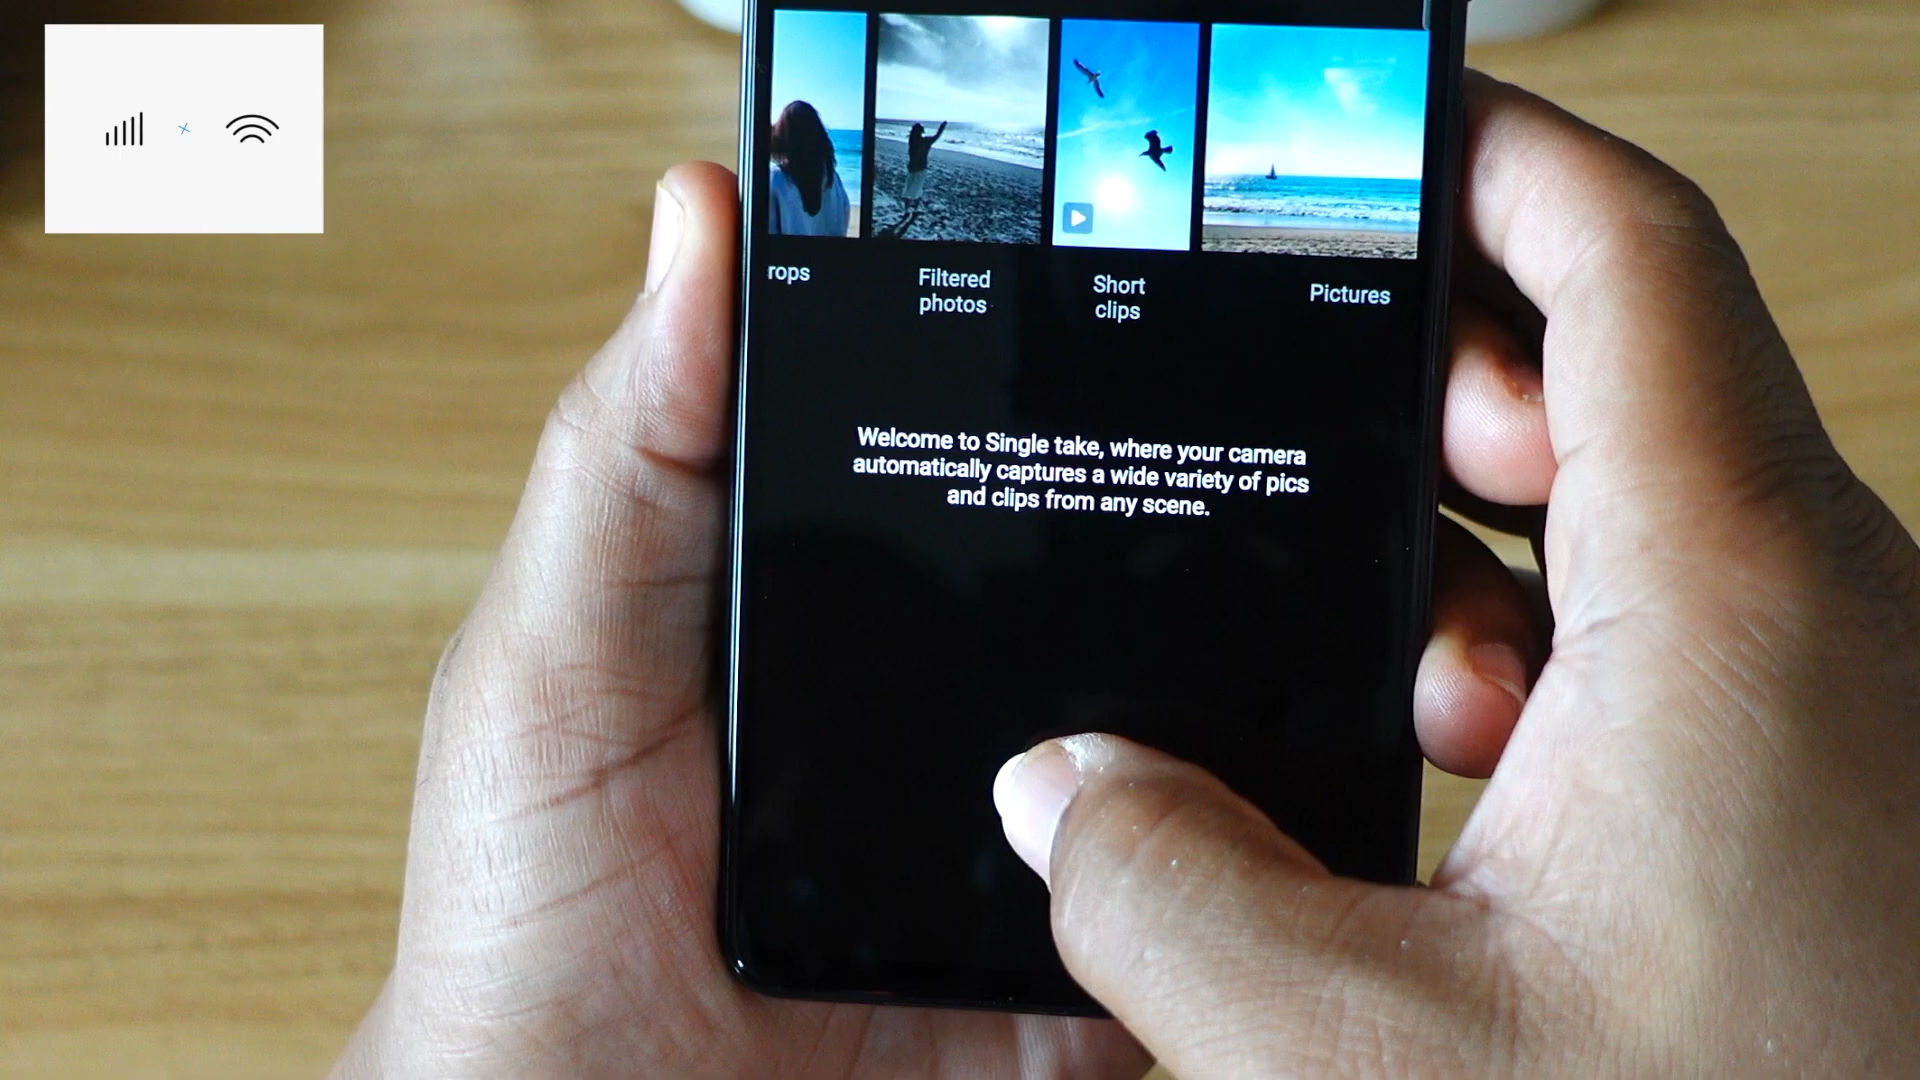 rops
Filtered
photos
Short
clips
Pictures
Welcome to Single take, where your camera
automatically captures a wide variety of pics
and clips from any scene.